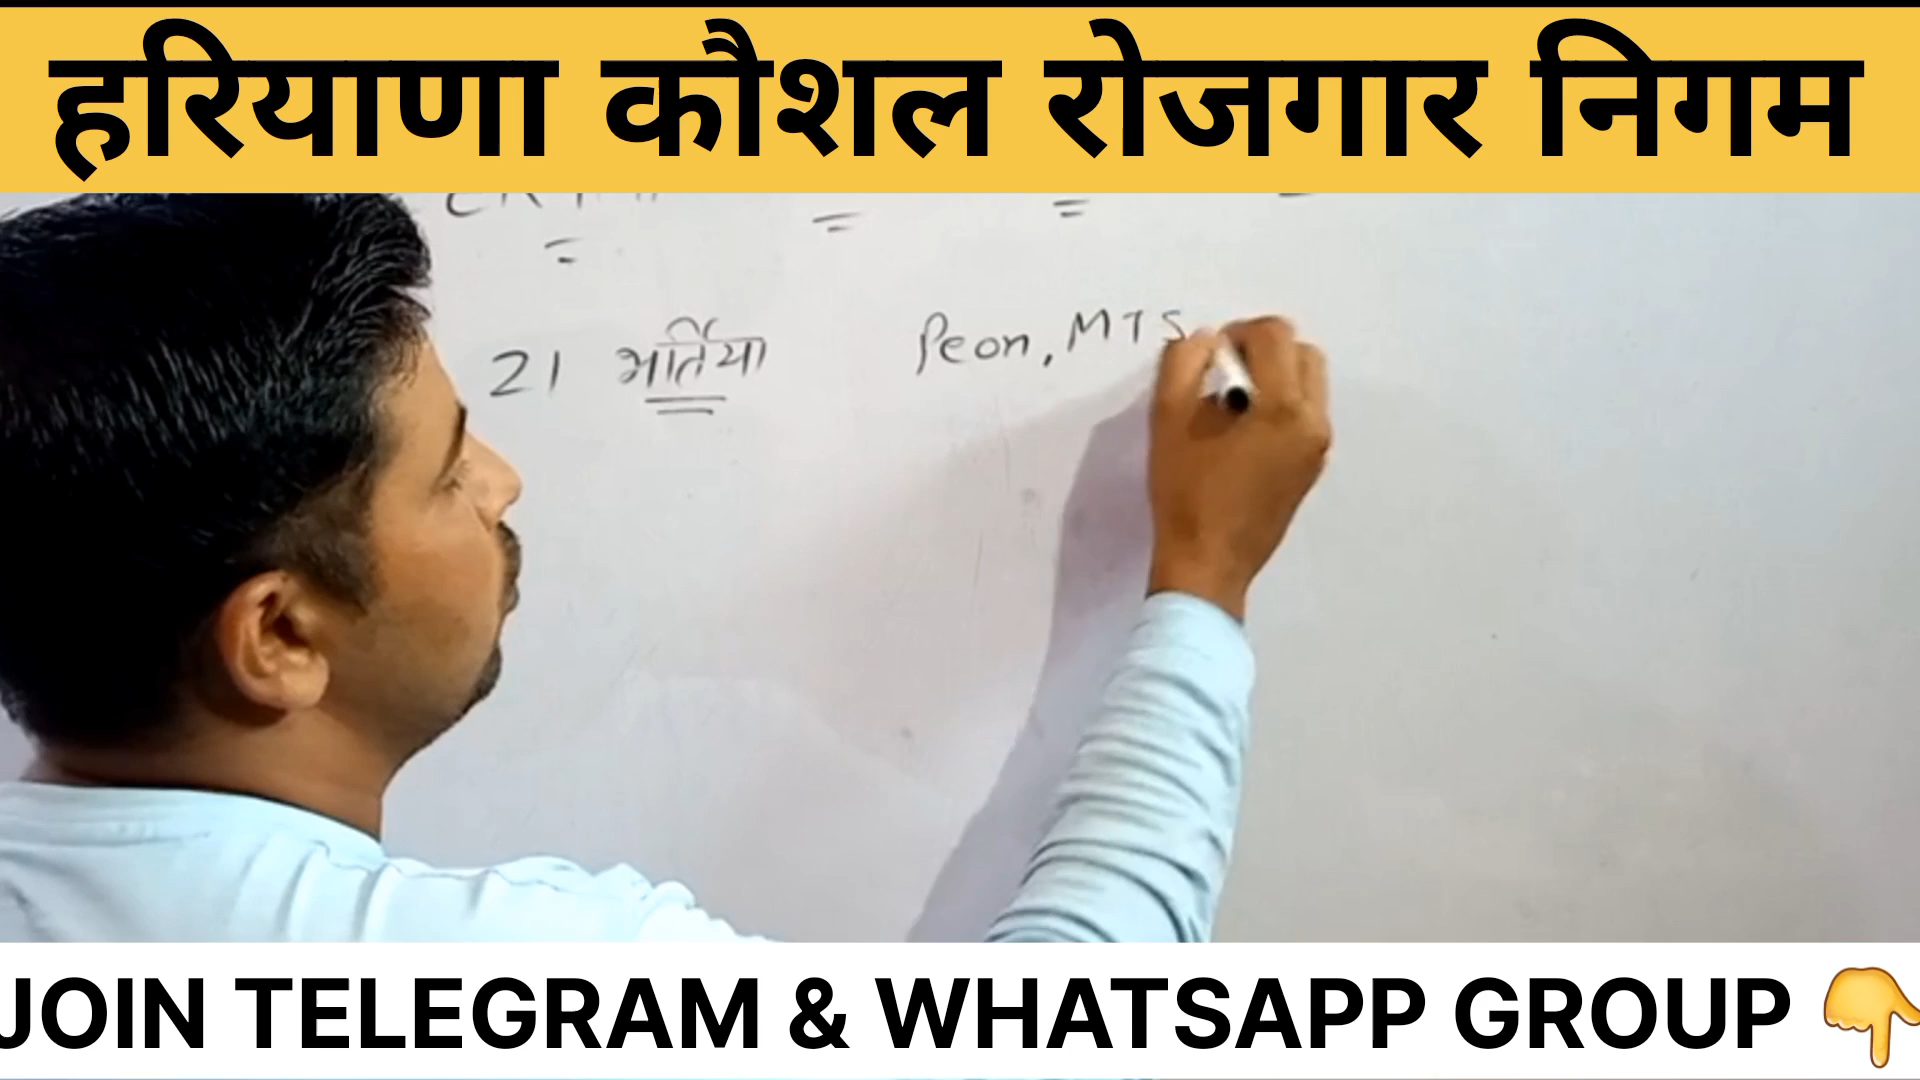 हरियाणा कौशल रोजगार निगम
21 भर्तिया Peon, MTS
JOIN TELEGRAM & WHATSAPP GROUP 👇